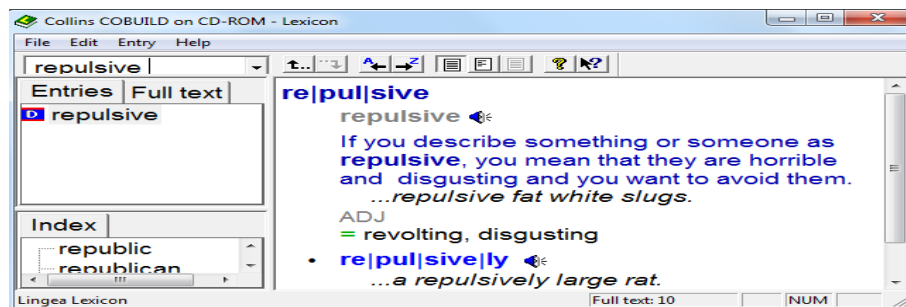 Collins COBUILD on CD-ROM - Lexicon
File Edit Entry Help
repulsive
Entries Full text
D repulsive
Index
republic
republican
re|pul|sive
repulsive
If you describe something or someone as
repulsive, you mean that they are horrible
and disgusting and you want to avoid them.
...repulsive fat white slugs.
ADJ
= revolting, disgusting
• re|pul|sive|ly
...a repulsively large rat.
Lingea Lexicon Full text: 10 NUM